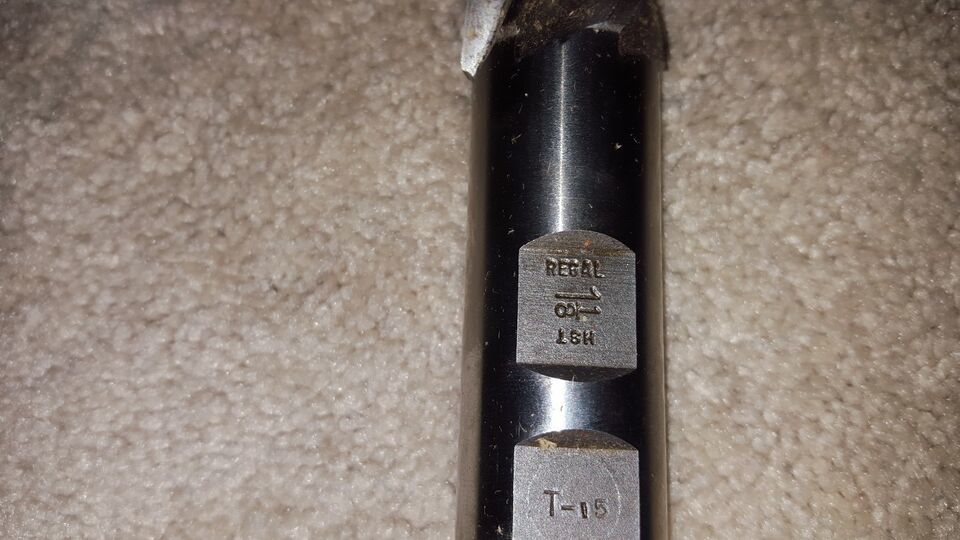 REGAL
1 1/8
HST
T-15